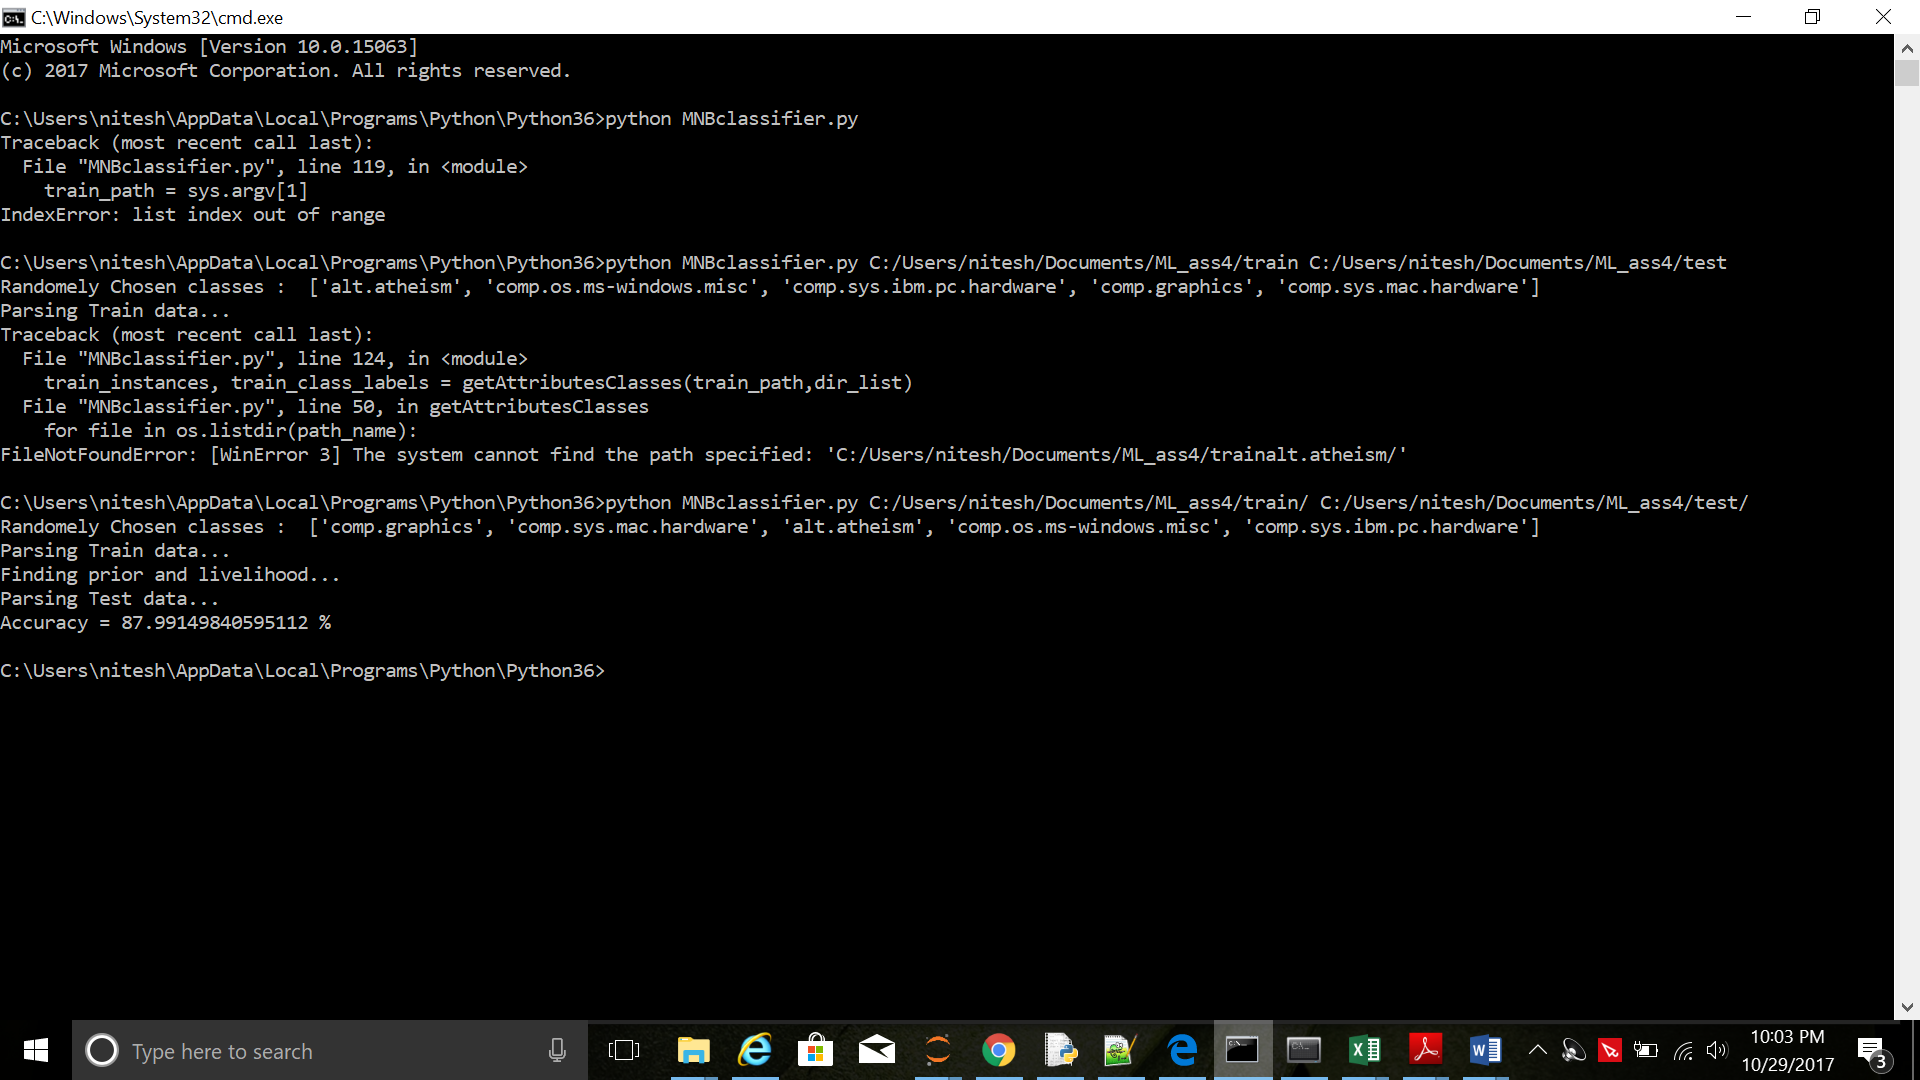 C:\Windows\System32\cmd.exe
Microsoft Windows [Version 10.0.15063]
(c) 2017 Microsoft Corporation. All rights reserved.
C:\Users\nitesh\AppData\Local\Programs\Python\Python36>python MNBclassifier.py
Traceback (most recent call last):
  File "MNBclassifier.py", line 119, in <module>
    train_path = sys.argv[1]
IndexError: list index out of range
C:\Users\nitesh\AppData\Local\Programs\Python\Python36>python MNBclassifier.py C:/Users/nitesh/Documents/ML_ass4/train C:/Users/nitesh/Documents/ML_ass4/test
Randomely Chosen classes :  ['alt.atheism', 'comp.os.ms-windows.misc', 'comp.sys.ibm.pc.hardware', 'comp.graphics', 'comp.sys.mac.hardware']
Parsing Train data...
Traceback (most recent call last):
  File "MNBclassifier.py", line 124, in <module>
    train_instances, train_class_labels = getAttributesClasses(train_path,dir_list)
  File "MNBclassifier.py", line 50, in getAttributesClasses
    for file in os.listdir(path_name):
FileNotFoundError: [WinError 3] The system cannot find the path specified: 'C:/Users/nitesh/Documents/ML_ass4/trainalt.atheism/'
C:\Users\nitesh\AppData\Local\Programs\Python\Python36>python MNBclassifier.py C:/Users/nitesh/Documents/ML_ass4/train/ C:/Users/nitesh/Documents/ML_ass4/test/
Randomely Chosen classes :  ['comp.graphics', 'comp.sys.mac.hardware', 'alt.atheism', 'comp.os.ms-windows.misc', 'comp.sys.ibm.pc.hardware']
Parsing Train data...
Finding prior and livelihood...
Parsing Test data...
Accuracy = 87.99149840595112 %
C:\Users\nitesh\AppData\Local\Programs\Python\Python36>
Type here to search
10:03 PM
10/29/2017
3